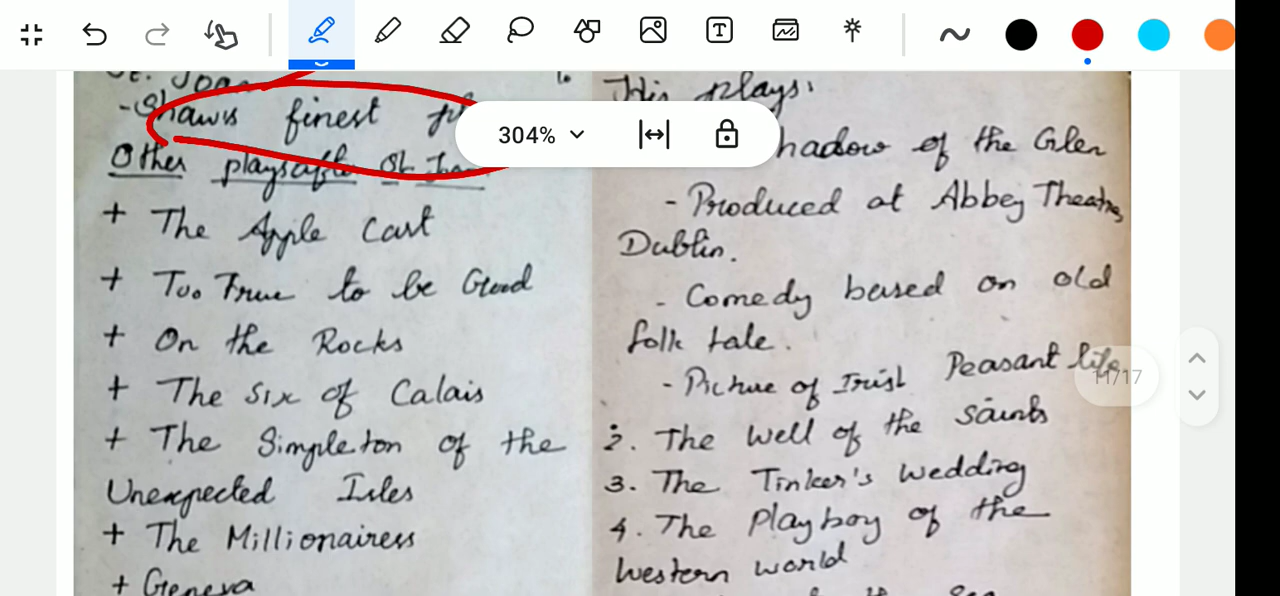 St. Joan
- Shaw's finest
Other plays after St. Joan
+ The Apple Cart
+ Too True to be Good
+ On the Rocks
+ The Six of Calais
+ The Simpleton of the
Unexpected Isles
+ The Millionairess
+ Geneva
His plays:
hadow of the Glen
- Produced at Abbey Theatre,
Dublin.
- Comedy based on old
folk tale.
- Picture of Irish Peasant life
2. The Well of the Saints
3. The Tinker's Wedding
4. The Playboy of the
Western World
304%
11/17
T